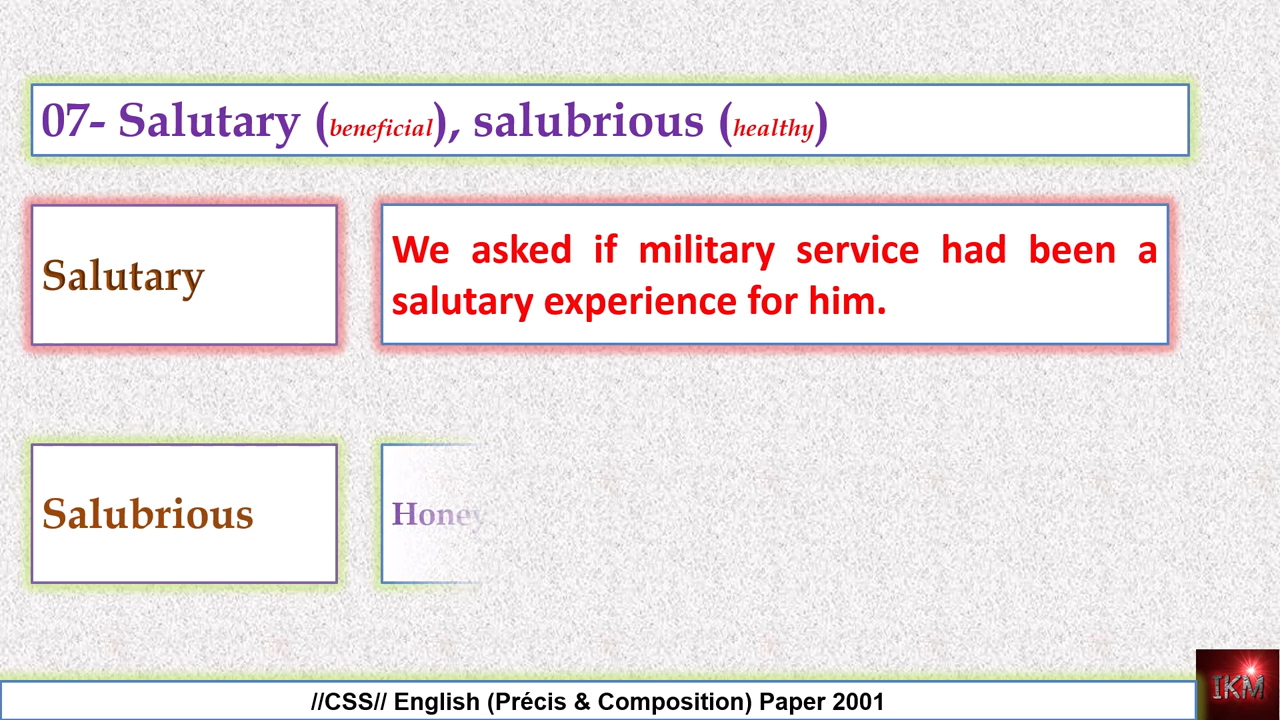 07- Salutary (beneficial), salubrious (healthy)
Salutary
We asked if military service had been a
salutary experience for him.
Salubrious
Honey
//CSS// English (Précis & Composition) Paper 2001
IKM